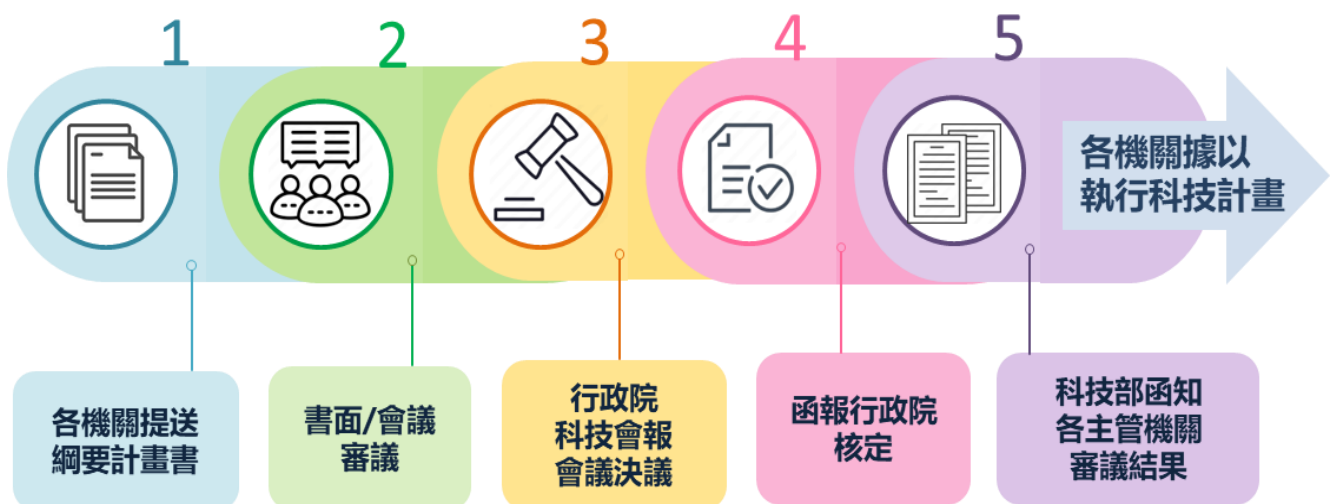 1
2
3
4
5
各機關據以
執行科技計畫
各機關提送
綱要計畫書
書面/會議
審議
行政院
科技會報
會議決議
函報行政院
核定
科技部函知
各主管機關
審議結果